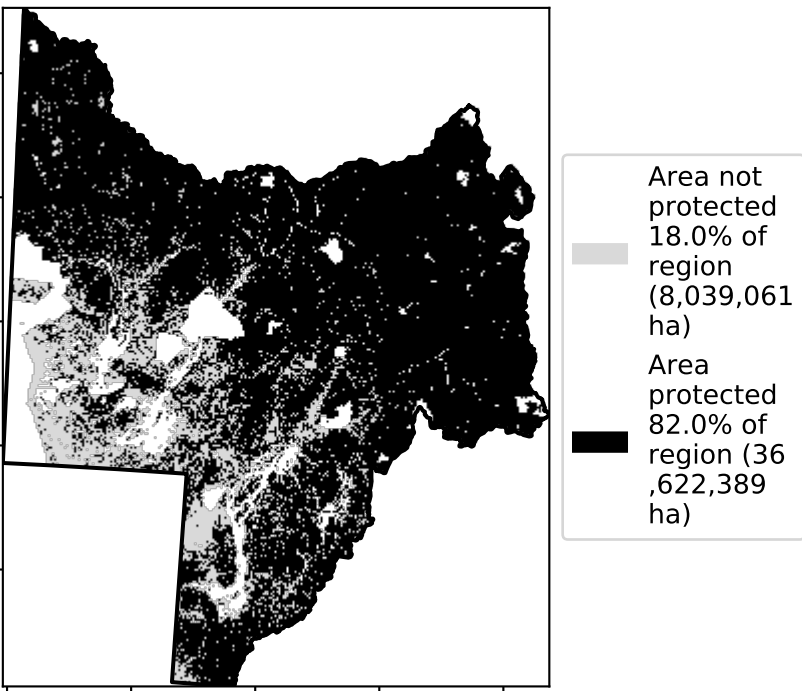 Area not
protected
18.0% of
region
(8,039,061
ha)
Area
protected
82.0% of
region (36
,622,389
ha)